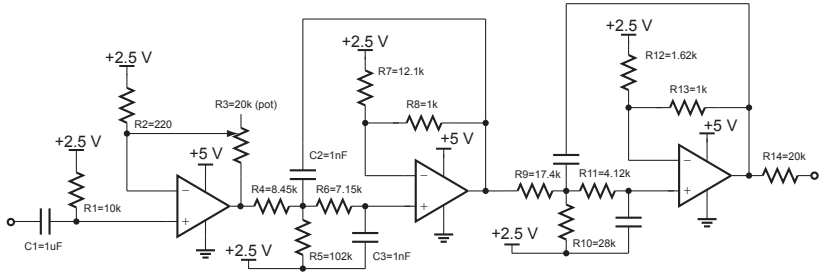 +2.5 V
R2=220
R3=20k (pot)
+2.5 V
R1=10k
C1=1uF
+5 V
−
+
R4=8.45k
C2=1nF
R6=7.15k
R5=102k
+2.5 V
C3=1nF
+2.5 V
R7=12.1k
R8=1k
+5 V
−
+
R9=17.4k
R11=4.12k
R10=28k
+2.5 V
+2.5 V
R12=1.62k
R13=1k
+5 V
−
+
R14=20k